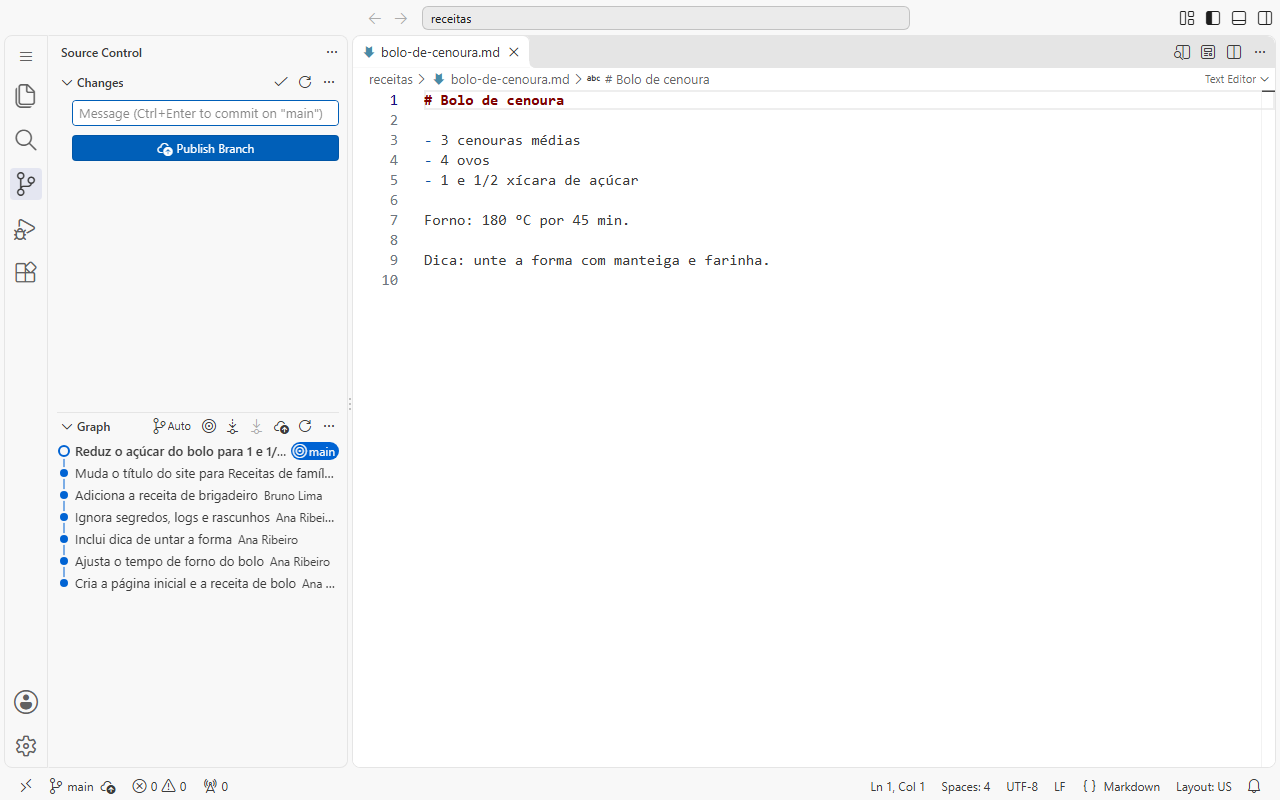 receitas
Source Control
Changes
Message (Ctrl+Enter to commit on "main")
Publish Branch
Graph
Auto
Reduz o açúcar do bolo para 1 e 1/... main
Muda o título do site para Receitas de famíl...
Adiciona a receita de brigadeiro Bruno Lima
Ignora segredos, logs e rascunhos Ana Ribei...
Inclui dica de untar a forma Ana Ribeiro
Ajusta o tempo de forno do bolo Ana Ribeiro
Cria a página inicial e a receita de bolo Ana ...
bolo-de-cenoura.md
receitas > bolo-de-cenoura.md > abc # Bolo de cenoura
Text Editor
1 # Bolo de cenoura
2
3 - 3 cenouras médias
4 - 4 ovos
5 - 1 e 1/2 xícara de açúcar
6
7 Forno: 180 °C por 45 min.
8
9 Dica: unte a forma com manteiga e farinha.
10
main 0 0 0 Ln 1, Col 1 Spaces: 4 UTF-8 LF {} Markdown Layout: US